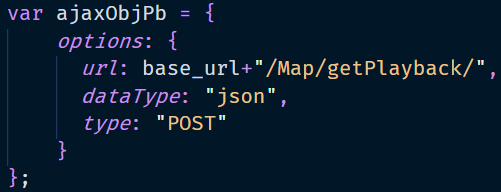 var ajaxObjPb = {
    options: {
      url: base_url+"/Map/getPlayback/",
      dataType: "json",
      type: "POST"
    }
};